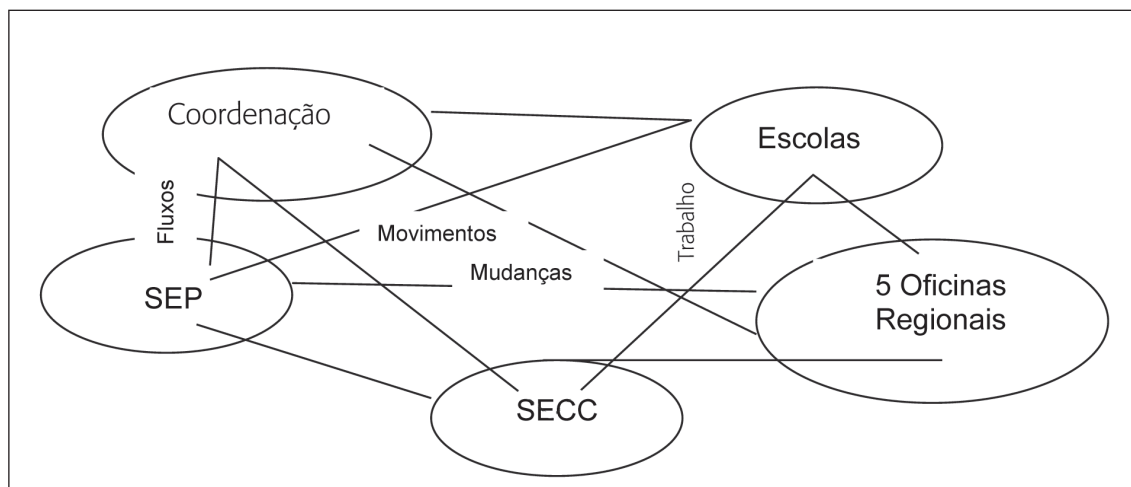 Coordenação
Escolas
Fluxos
Trabalho
Movimentos
Mudanças
SEP
5 Oficinas
Regionais
SECC